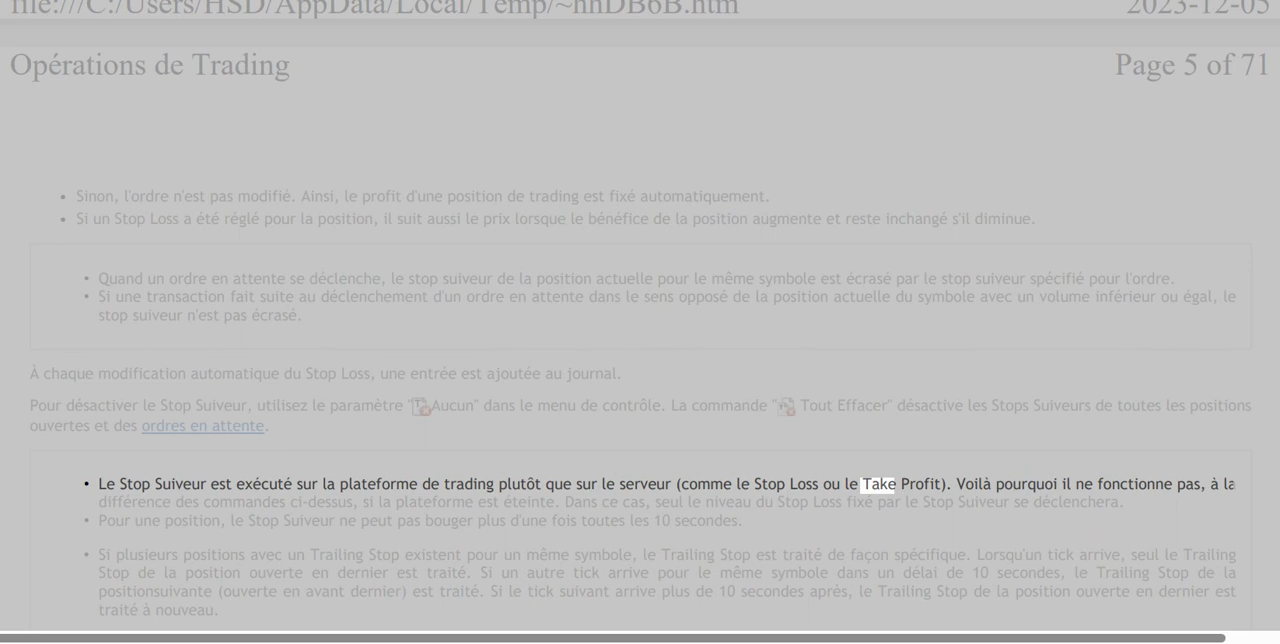 file:///C:/Users/HSD/AppData/Local/Temp/~hhDB6B.htm 2023-12-05
Opérations de Trading Page 5 of 71
• Sinon, l'ordre n'est pas modifié. Ainsi, le profit d'une position de trading est fixé automatiquement.
• Si un Stop Loss a été réglé pour la position, il suit aussi le prix lorsque le bénéfice de la position augmente et reste inchangé s'il diminue.
• Quand un ordre en attente se déclenche, le stop suiveur de la position actuelle pour le même symbole est écrasé par le stop suiveur spécifié pour l'ordre.
• Si une transaction fait suite au déclenchement d'un ordre en attente dans le sens opposé de la position actuelle du symbole avec un volume inférieur ou égal, le
stop suiveur n'est pas écrasé.
À chaque modification automatique du Stop Loss, une entrée est ajoutée au journal.
Pour désactiver le Stop Suiveur, utilisez le paramètre "Aucun" dans le menu de contrôle. La commande " Tout Effacer" désactive les Stops Suiveurs de toutes les positions
ouvertes et des ordres en attente.
• Le Stop Suiveur est exécuté sur la plateforme de trading plutôt que sur le serveur (comme le Stop Loss ou le Take Profit). Voilà pourquoi il ne fonctionne pas, à la
différence des commandes ci-dessus, si la plateforme est éteinte. Dans ce cas, seul le niveau du Stop Loss fixé par le Stop Suiveur se déclenchera.
• Pour une position, le Stop Suiveur ne peut pas bouger plus d'une fois toutes les 10 secondes.
• Si plusieurs positions avec un Trailing Stop existent pour un même symbole, le Trailing Stop est traité de façon spécifique. Lorsqu'un tick arrive, seul le Trailing
Stop de la position ouverte en dernier est traité. Si un autre tick arrive pour le même symbole dans un délai de 10 secondes, le Trailing Stop de la
positionsuivante (ouverte en avant dernier) est traité. Si le tick suivant arrive plus de 10 secondes après, le Trailing Stop de la position ouverte en dernier est
traité à nouveau.